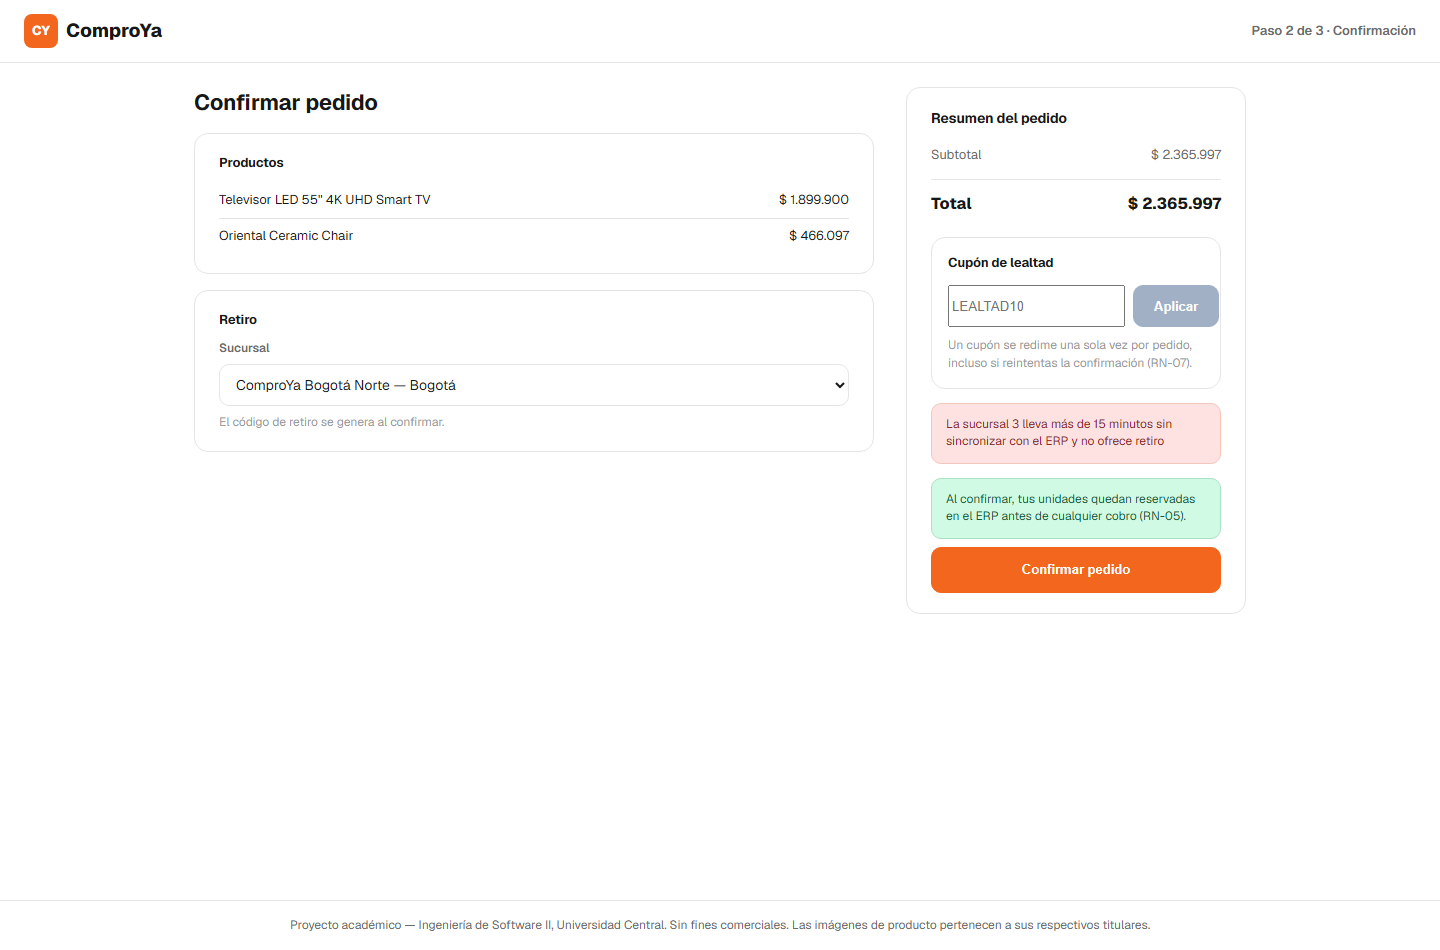 CY ComproYa
Paso 2 de 3 · Confirmación
Confirmar pedido
Productos
Televisor LED 55" 4K UHD Smart TV $ 1.899.900
Oriental Ceramic Chair $ 466.097
Retiro
Sucursal
ComproYa Bogotá Norte — Bogotá
El código de retiro se genera al confirmar.
Resumen del pedido
Subtotal $ 2.365.997
Total $ 2.365.997
Cupón de lealtad
LEALTAD10 Aplicar
Un cupón se redime una sola vez por pedido,
incluso si reintentas la confirmación (RN-07).
La sucursal 3 lleva más de 15 minutos sin
sincronizar con el ERP y no ofrece retiro
Al confirmar, tus unidades quedan reservadas
en el ERP antes de cualquier cobro (RN-05).
Confirmar pedido
Proyecto académico — Ingeniería de Software II, Universidad Central. Sin fines comerciales. Las imágenes de producto pertenecen a sus respectivos titulares.